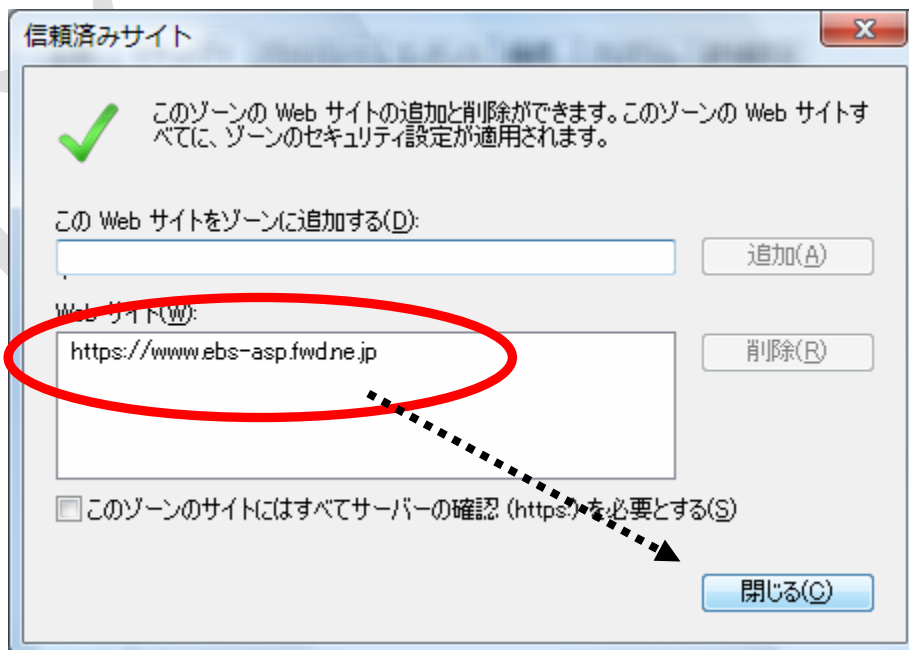 信頼済みサイト
このゾーンの Web サイトの追加と削除ができます。このゾーンの Web サイトす
べてに、ゾーンのセキュリティ設定が適用されます。
この Web サイトをゾーンに追加する(D):
追加(A)
Web サイト(W):
https://www.ebs-asp.fwd.ne.jp
削除(R)
このゾーンのサイトにはすべてサーバーの確認 (https:) を必要とする(S)
閉じる(C)